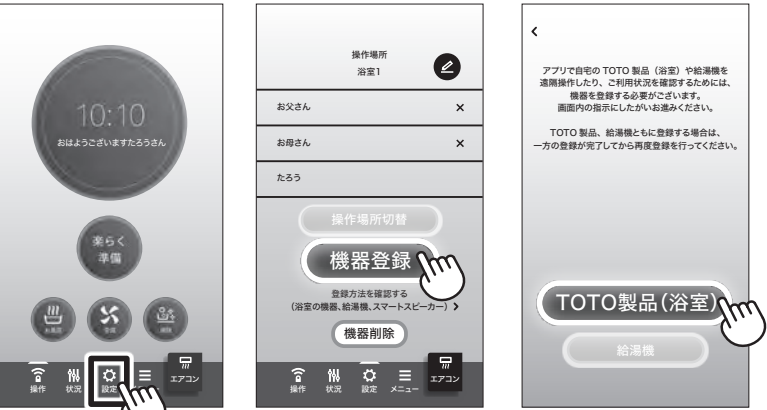 10:10
おはようございますたろうさん
楽らく
準備
お風呂
空調
操作
状況
設定
エアコン
操作場所
浴室1
お父さん ×
お母さん ×
たろう
操作場所切替
機器登録
登録方法を確認する
(浴室の機器、給湯機、スマートスピーカー) >
機器削除
操作
状況
設定
メニュー
エアコン
アプリで自宅の TOTO 製品（浴室）や給湯機を
遠隔操作したり、ご利用状況を確認するためには、
機器を登録する必要がございます。
画面内の指示にしたがいお進みください。
TOTO 製品、給湯機ともに登録する場合は、
一方の登録が完了してから再度登録を行ってください。
TOTO製品（浴室）
給湯機